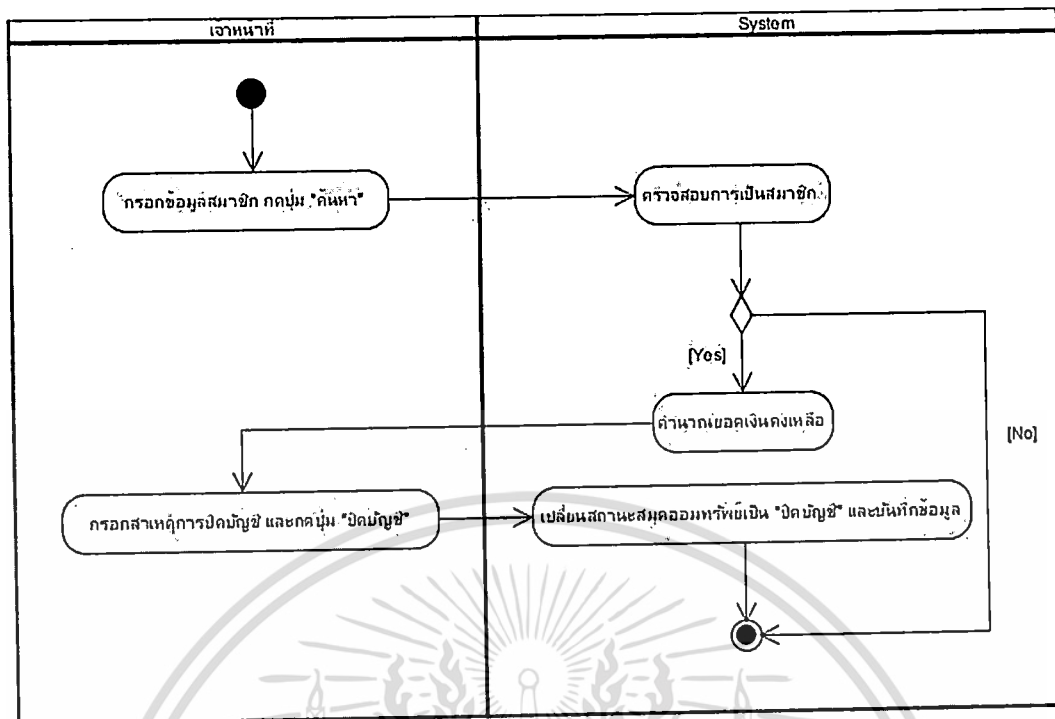 เจ้าหน้าที่
System
กรอกข้อมูลสมาชิก กดปุ่ม "ค้นหา"
ตรวจสอบการเป็นสมาชิก
[Yes]
คำนวณยอดเงินคงเหลือ
[No]
กรอกสาเหตุการปิดบัญชี และกดปุ่ม "ปิดบัญชี"
เปลี่ยนสถานะสมุดออมทรัพย์เป็น "ปิดบัญชี" และบันทึกข้อมูล